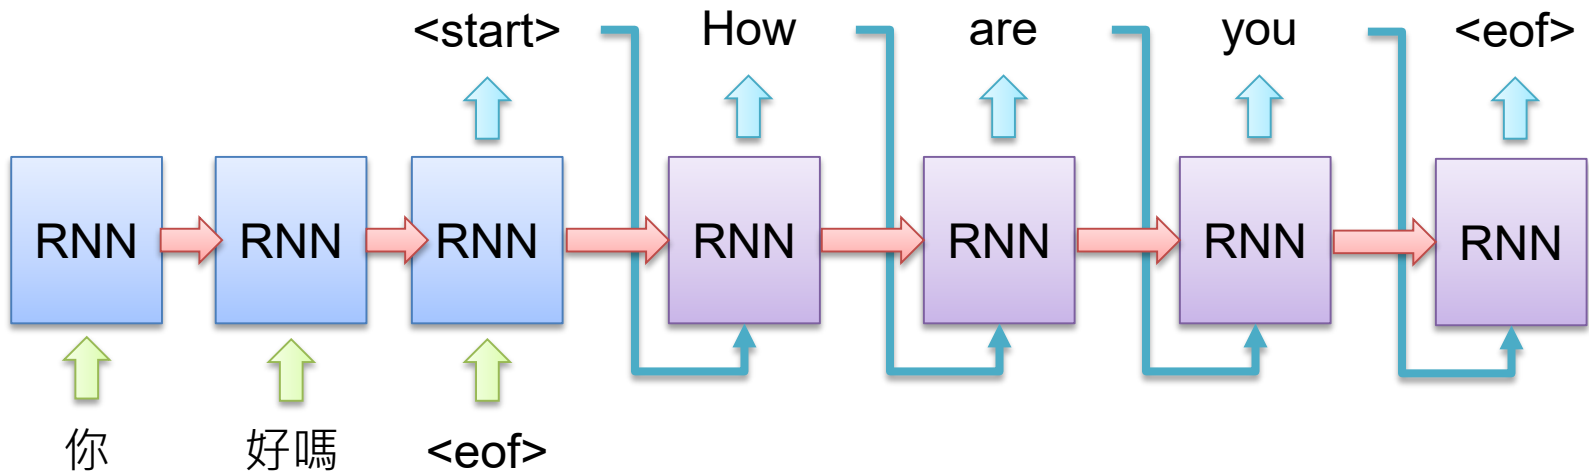 <start> How are you <eof>
RNN RNN RNN RNN RNN RNN RNN
你 好嗎 <eof>